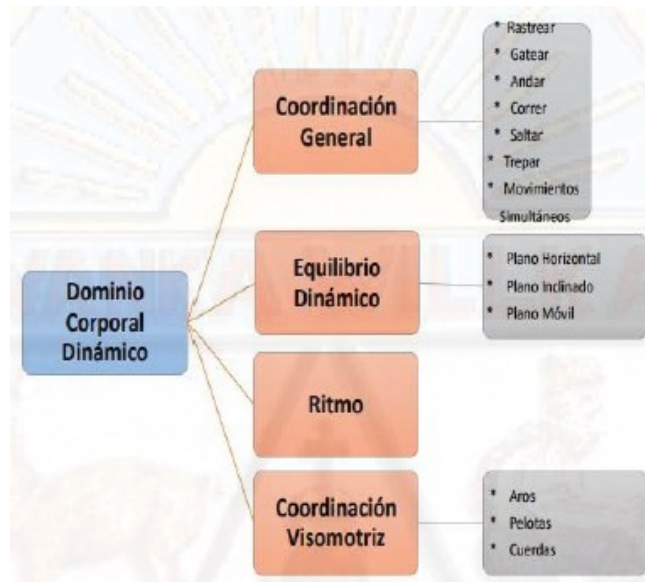 Dominio
Corporal
Dinámico
Coordinación
General
* Rastrear
* Gatear
* Andar
* Correr
* Saltar
* Trepar
* Movimientos
Simultáneos
Equilibrio
Dinámico
* Plano Horizontal
* Plano Inclinado
* Plano Móvil
Ritmo
Coordinación
Visomotriz
* Aros
* Pelotas
* Cuerdas